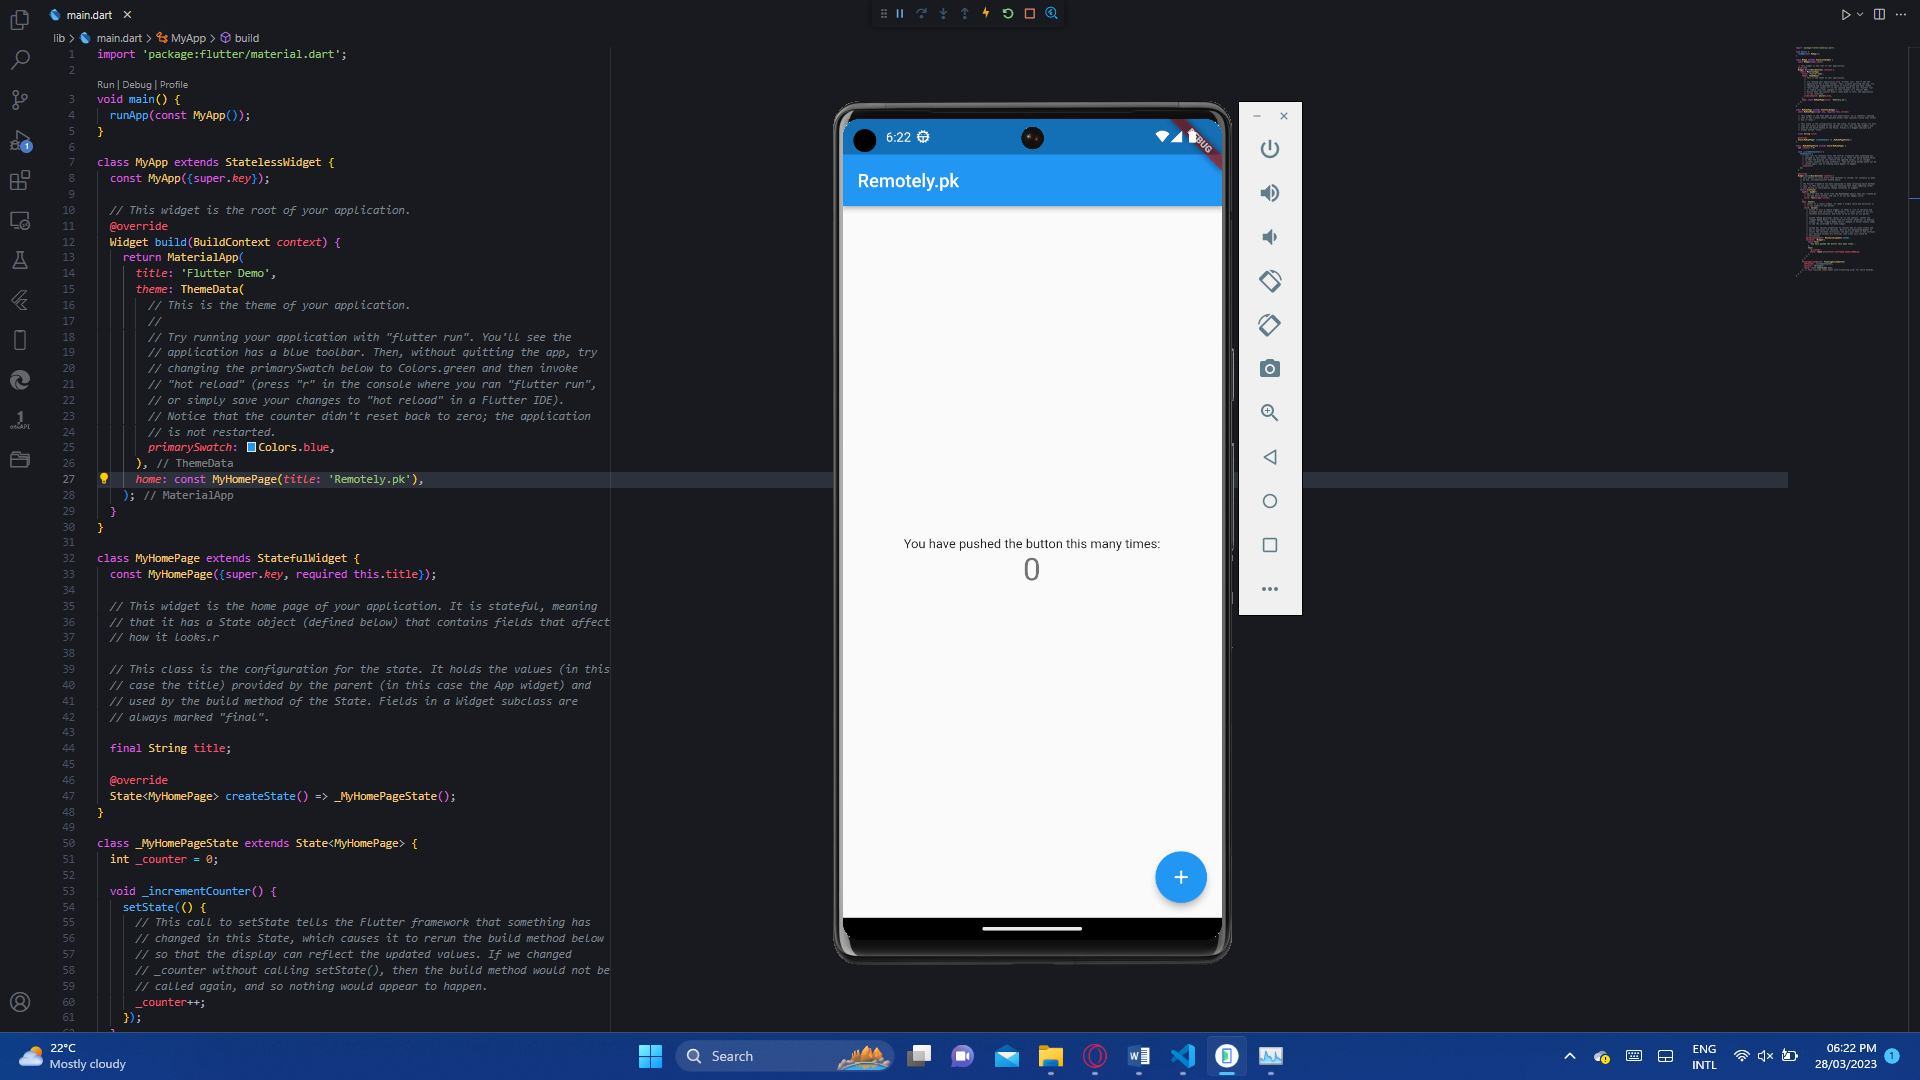 main.dart
lib > main.dart > MyApp > build
1 import 'package:flutter/material.dart';
2
Run | Debug | Profile
3 void main() {
4 runApp(const MyApp());
5 }
6
7 class MyApp extends StatelessWidget {
8 const MyApp({super.key});
9
10 // This widget is the root of your application.
11 @override
12 Widget build(BuildContext context) {
13 return MaterialApp(
14 title: 'Flutter Demo',
15 theme: ThemeData(
16 // This is the theme of your application.
17 //
18 // Try running your application with "flutter run". You'll see the
19 // application has a blue toolbar. Then, without quitting the app, try
20 // changing the primarySwatch below to Colors.green and then invoke
21 // "hot reload" (press "r" in the console where you ran "flutter run",
22 // or simply save your changes to "hot reload" in a Flutter IDE).
23 // Notice that the counter didn't reset back to zero; the application
24 // is not restarted.
25 primarySwatch: Colors.blue,
26 ), // ThemeData
27 home: const MyHomePage(title: 'Remotely.pk'),
28 ); // MaterialApp
29 }
30 }
31
32 class MyHomePage extends StatefulWidget {
33 const MyHomePage({super.key, required this.title});
34
35 // This widget is the home page of your application. It is stateful, meaning
36 // that it has a State object (defined below) that contains fields that affect
37 // how it looks.r
38
39 // This class is the configuration for the state. It holds the values (in this
40 // case the title) provided by the parent (in this case the App widget) and
41 // used by the build method of the State. Fields in a Widget subclass are
42 // always marked "final".
43
44 final String title;
45
46 @override
47 State<MyHomePage> createState() => _MyHomePageState();
48 }
49
50 class _MyHomePageState extends State<MyHomePage> {
51 int _counter = 0;
52
53 void _incrementCounter() {
54 setState(() {
55 // This call to setState tells the Flutter framework that something has
56 // changed in this State, which causes it to rerun the build method below
57 // so that the display can reflect the updated values. If we changed
58 // _counter without calling setState(), then the build method would not be
59 // called again, and so nothing would appear to happen.
60 _counter++;
61 });
6:22
Remotely.pk
You have pushed the button this many times:
0
22°C
Mostly cloudy
Search
ENG
INTL
06:22 PM
28/03/2023
1